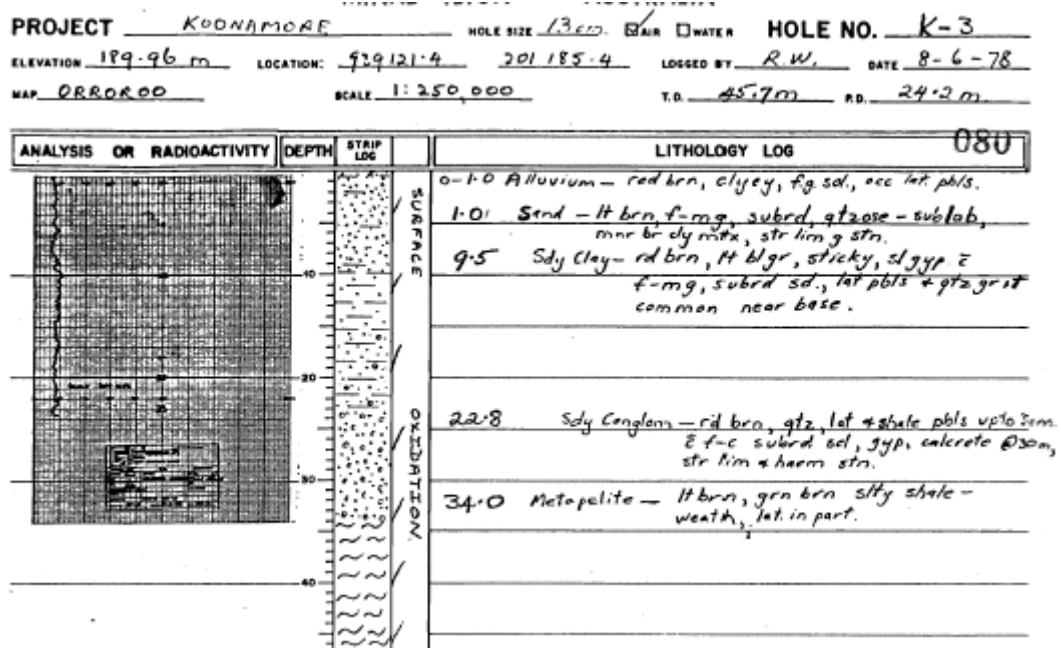 PROJECT KOONAMORE HOLE SIZE 13cm. AIR WATER HOLE NO. K-3
ELEVATION 189.96 m LOCATION: 201 185.4 LOGGED BY R.W. DATE 8-6-78
MAP ORROROO SCALE 1:250,000 T.D. 45.7m P.D. 24.2 m
080
ANALYSIS OR RADIOACTIVITY DEPTH STRIP LOG LITHOLOGY LOG
SURFACE OXIDATION
10
20
30
40
0-1.0 Alluvium — red brn, clyey, fg sd., occ lat. pbls.
1.0 Sand — lt brn, f-mg, subrd, qtzose - sublab,
mnr br cly mtx, str lim g stn.
9.5 Sdy Clay — rd brn, lt bl gr, sticky, sl gyp. c̄
f-mg, subrd sd., lat pbls & qtz grit
common near base.
22.8 Sdy Conglom — rd brn, qtz, lat & shale pbls upto cm.
c̄ f-c subrd sd, gyp, calcrete @30m,
str lim & haem stn.
34.0 Metapelite — lt brn, grn brn slty shale —
weath, lat. in part.